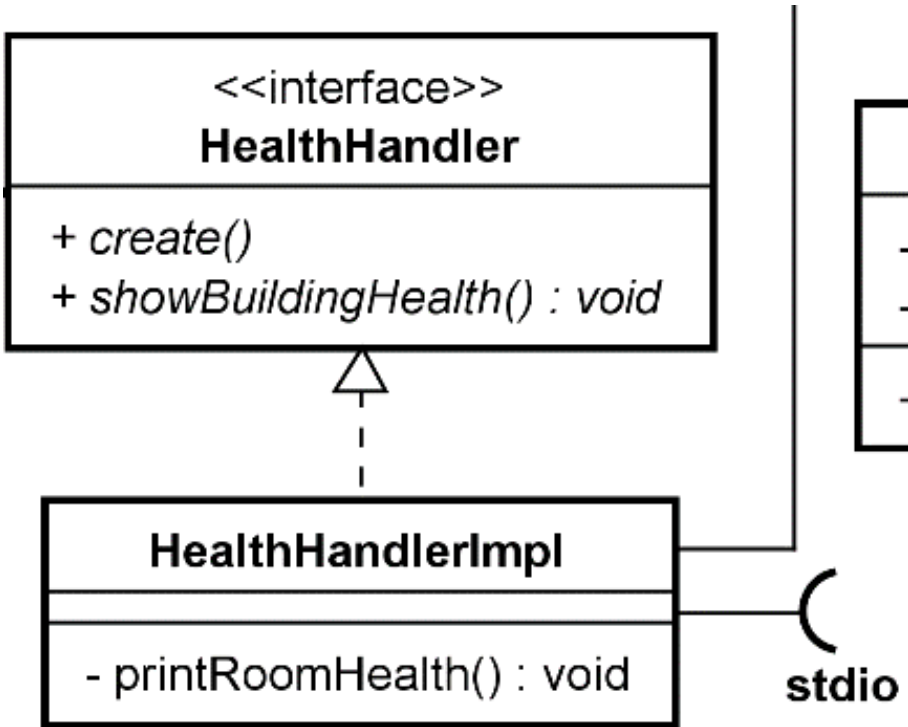 <<interface>>
HealthHandler
+ create()
+ showBuildingHealth() : void
HealthHandlerImpl
- printRoomHealth() : void
stdio
-
-
-